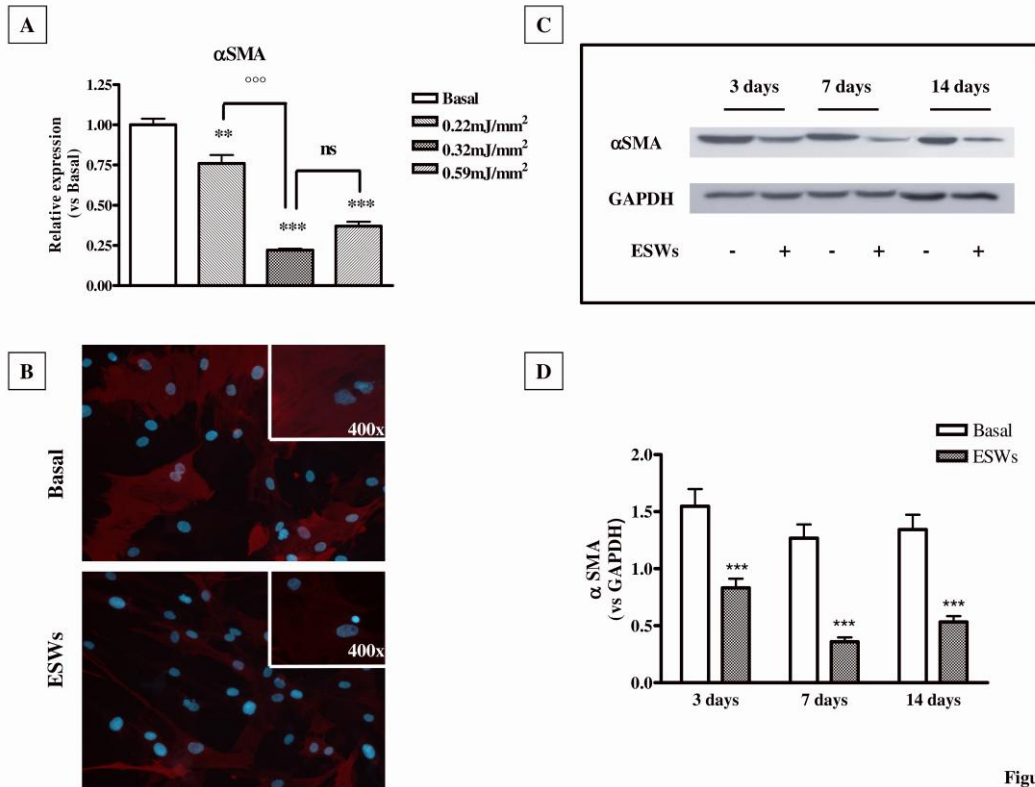 A
αSMA
°°°
1.25
1.00
0.75
0.50
0.25
0.00
Relative expression
(vs Basal)
**
***
ns
***
Basal
0.22mJ/mm²
0.32mJ/mm²
0.59mJ/mm²
B
Basal
400x
ESWs
400x
C
3 days 7 days 14 days
αSMA
GAPDH
ESWs - + - + - +
D
Basal
ESWs
2.0
1.5
1.0
0.5
0.0
α SMA
(vs GAPDH)
***
***
***
3 days 7 days 14 days
Figu